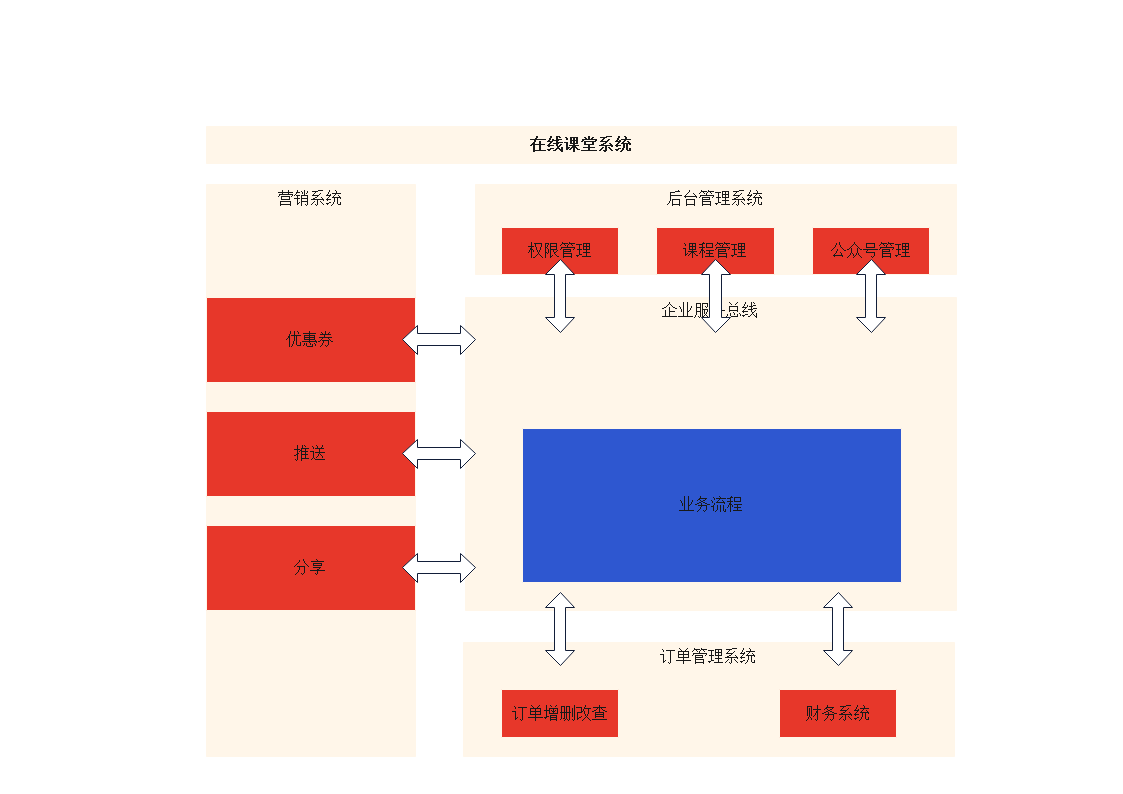 在线课堂系统
营销系统
后台管理系统
权限管理
课程管理
公众号管理
企业服
总线
优惠券
推送
业务流程
分享
订单管理系统
订单增删改查
财务系统